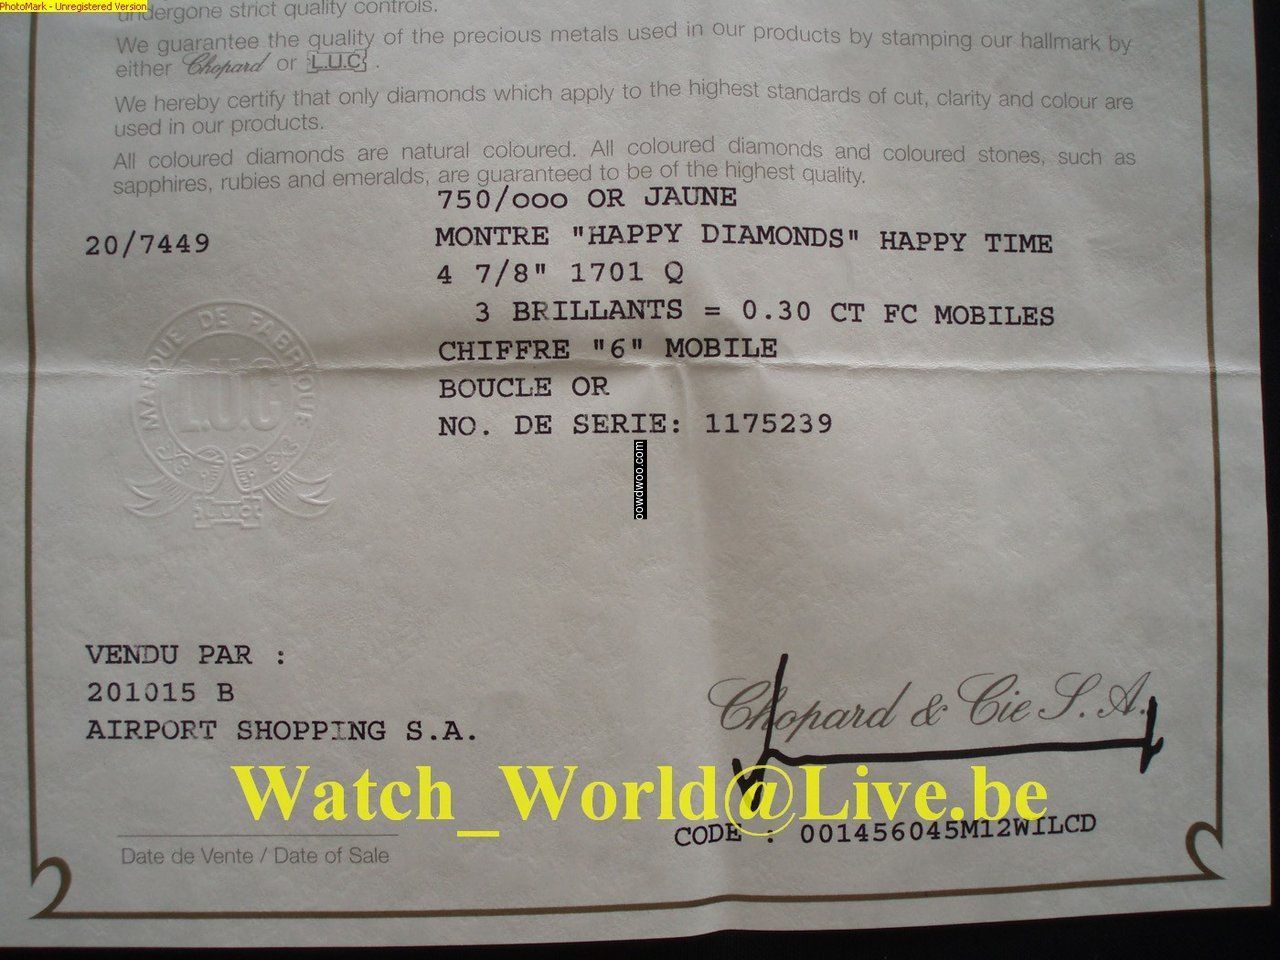 PhotoMark - Unregistered Version
undergone strict quality controls.
We guarantee the quality of the precious metals used in our products by stamping our hallmark by
either Chopard or L.U.C .
We hereby certify that only diamonds which apply to the highest standards of cut, clarity and colour are
used in our products.
All coloured diamonds are natural coloured. All coloured diamonds and coloured stones, such as
sapphires, rubies and emeralds, are guaranteed to be of the highest quality.
750/ooo OR JAUNE
20/7449 MONTRE "HAPPY DIAMONDS" HAPPY TIME
4 7/8" 1701 Q
3 BRILLANTS = 0.30 CT FC MOBILES
CHIFFRE "6" MOBILE
BOUCLE OR
NO. DE SERIE: 1175239
MARQUE DE FABRIQUE
L.U.C
L.U.C
powdwoo.com
VENDU PAR :
201015 B
AIRPORT SHOPPING S.A.
Chopard & Cie S.A.
Watch_World@Live.be
CODE : 001456045M12WILCD
Date de Vente / Date of Sale